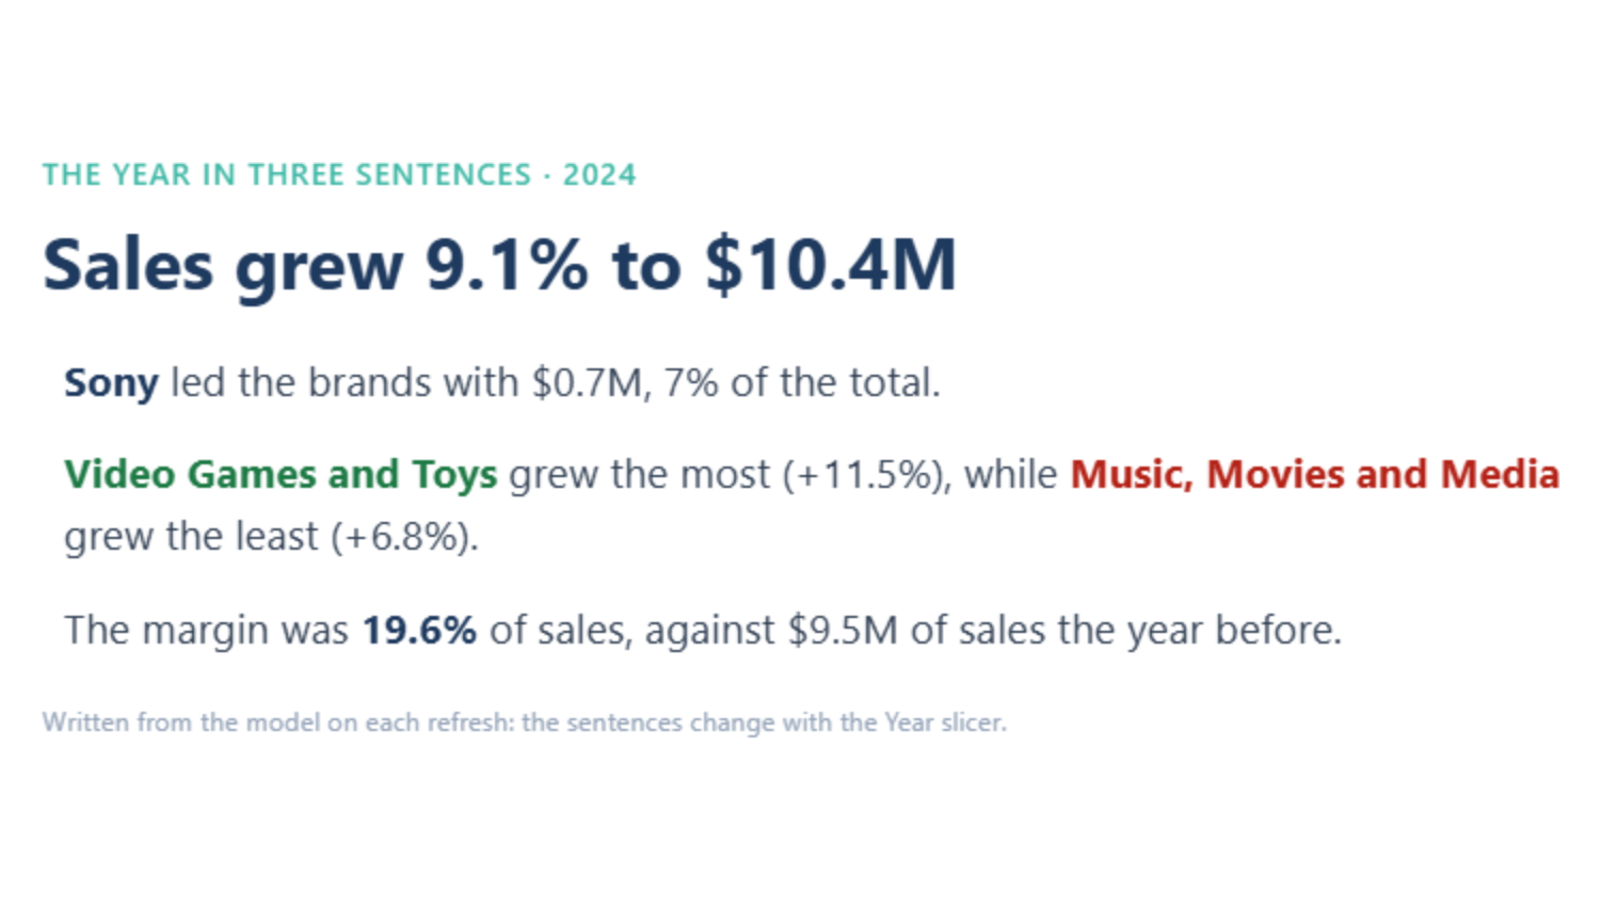 THE YEAR IN THREE SENTENCES · 2024
Sales grew 9.1% to $10.4M
Sony led the brands with $0.7M, 7% of the total.
Video Games and Toys grew the most (+11.5%), while Music, Movies and Media
grew the least (+6.8%).
The margin was 19.6% of sales, against $9.5M of sales the year before.
Written from the model on each refresh: the sentences change with the Year slicer.